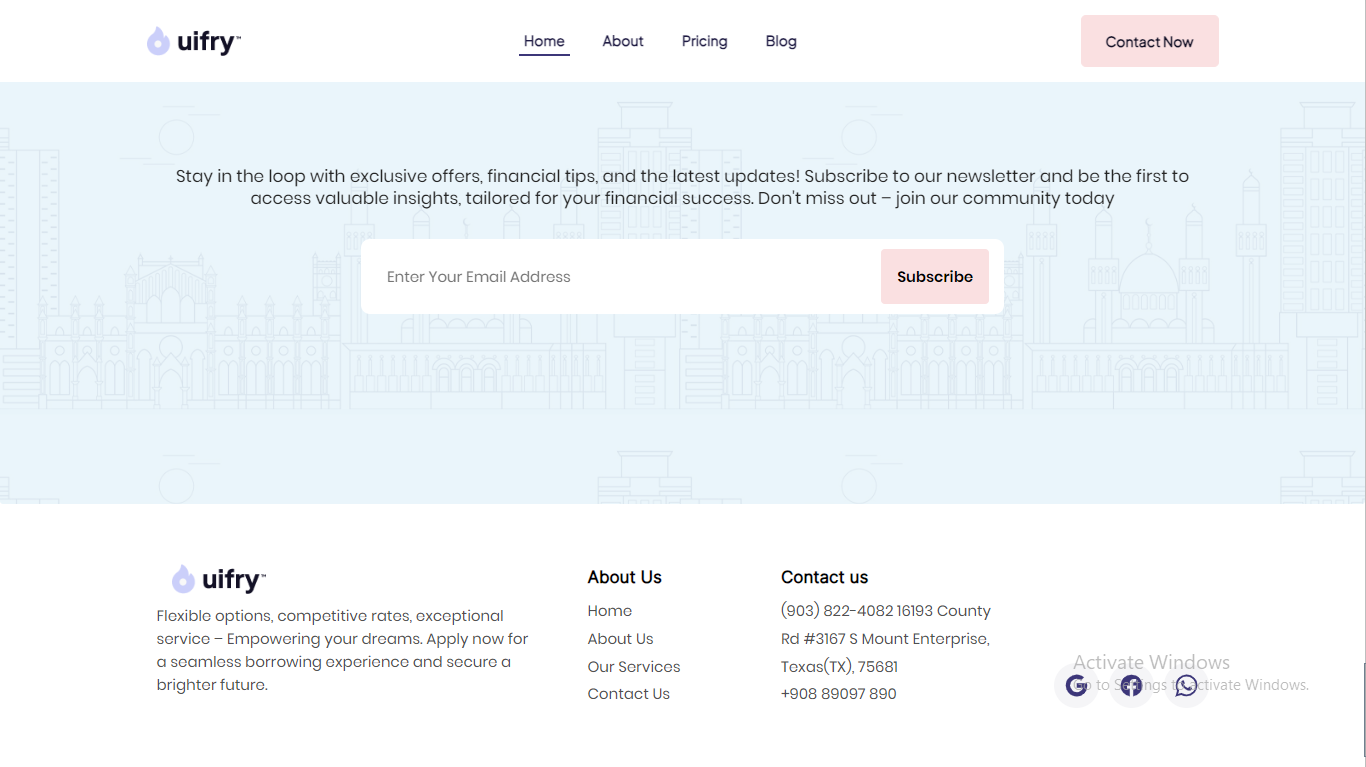 uifry™
Home About Pricing Blog
Contact Now
Stay in the loop with exclusive offers, financial tips, and the latest updates! Subscribe to our newsletter and be the first to
access valuable insights, tailored for your financial success. Don't miss out – join our community today
Enter Your Email Address
Subscribe
uifry™
Flexible options, competitive rates, exceptional
service – Empowering your dreams. Apply now for
a seamless borrowing experience and secure a
brighter future.
About Us
Home
About Us
Our Services
Contact Us
Contact us
(903) 822-4082 16193 County
Rd #3167 S Mount Enterprise,
Texas(TX), 75681
+908 89097 890
Activate Windows
Go to Settings to activate Windows.